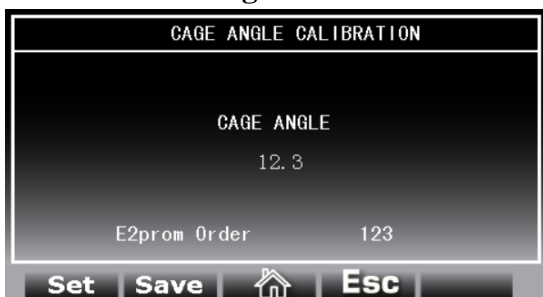 CAGE ANGLE CALIBRATION
CAGE ANGLE
12.3
E2prom Order 123
Set Save Esc